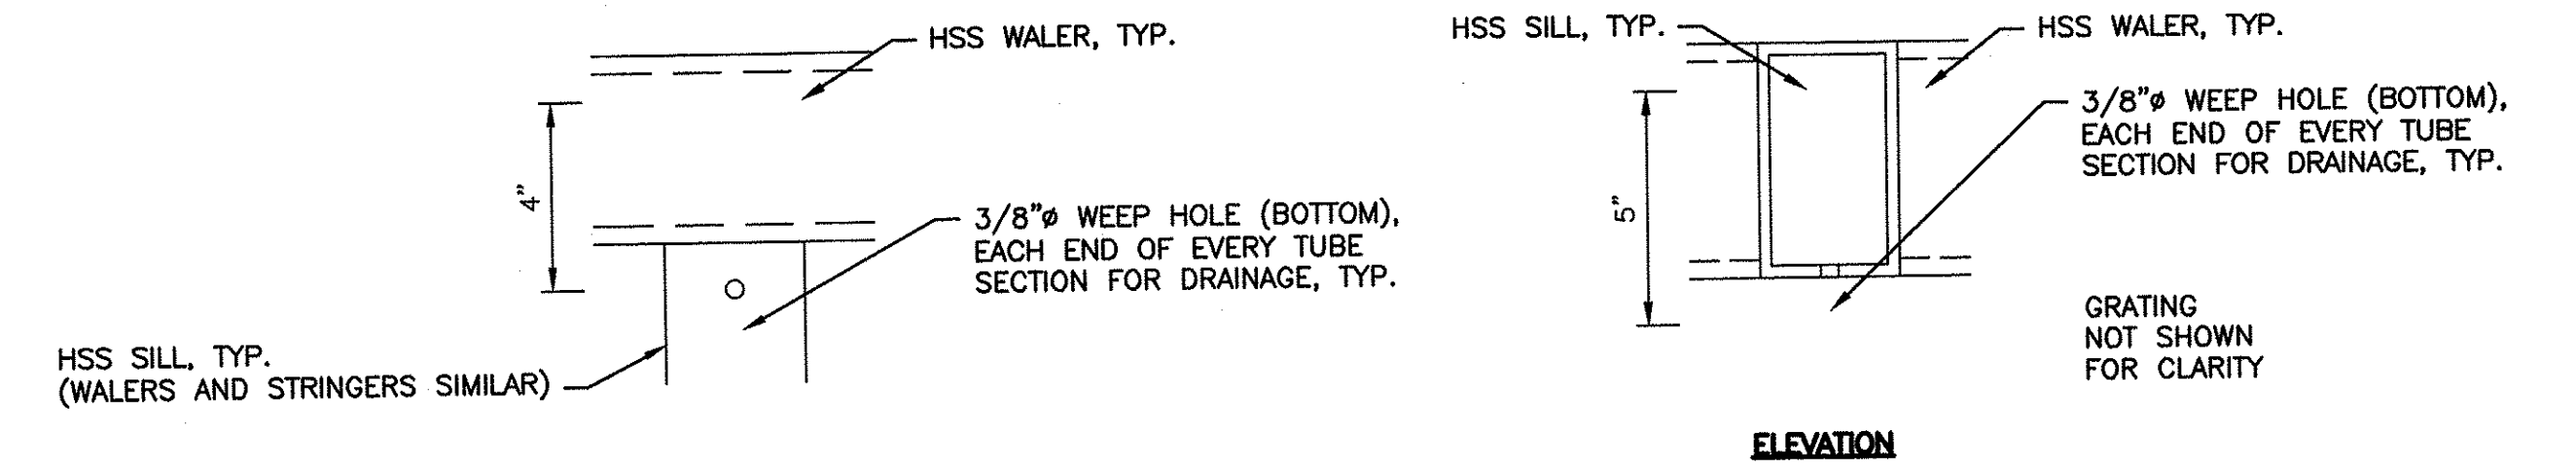 HSS WALER, TYP.
4"
3/8"ø WEEP HOLE (BOTTOM),
EACH END OF EVERY TUBE
SECTION FOR DRAINAGE, TYP.
HSS SILL, TYP.
(WALERS AND STRINGERS SIMILAR)
HSS SILL, TYP.
HSS WALER, TYP.
3/8"ø WEEP HOLE (BOTTOM),
EACH END OF EVERY TUBE
SECTION FOR DRAINAGE, TYP.
5"
GRATING
NOT SHOWN
FOR CLARITY
ELEVATION